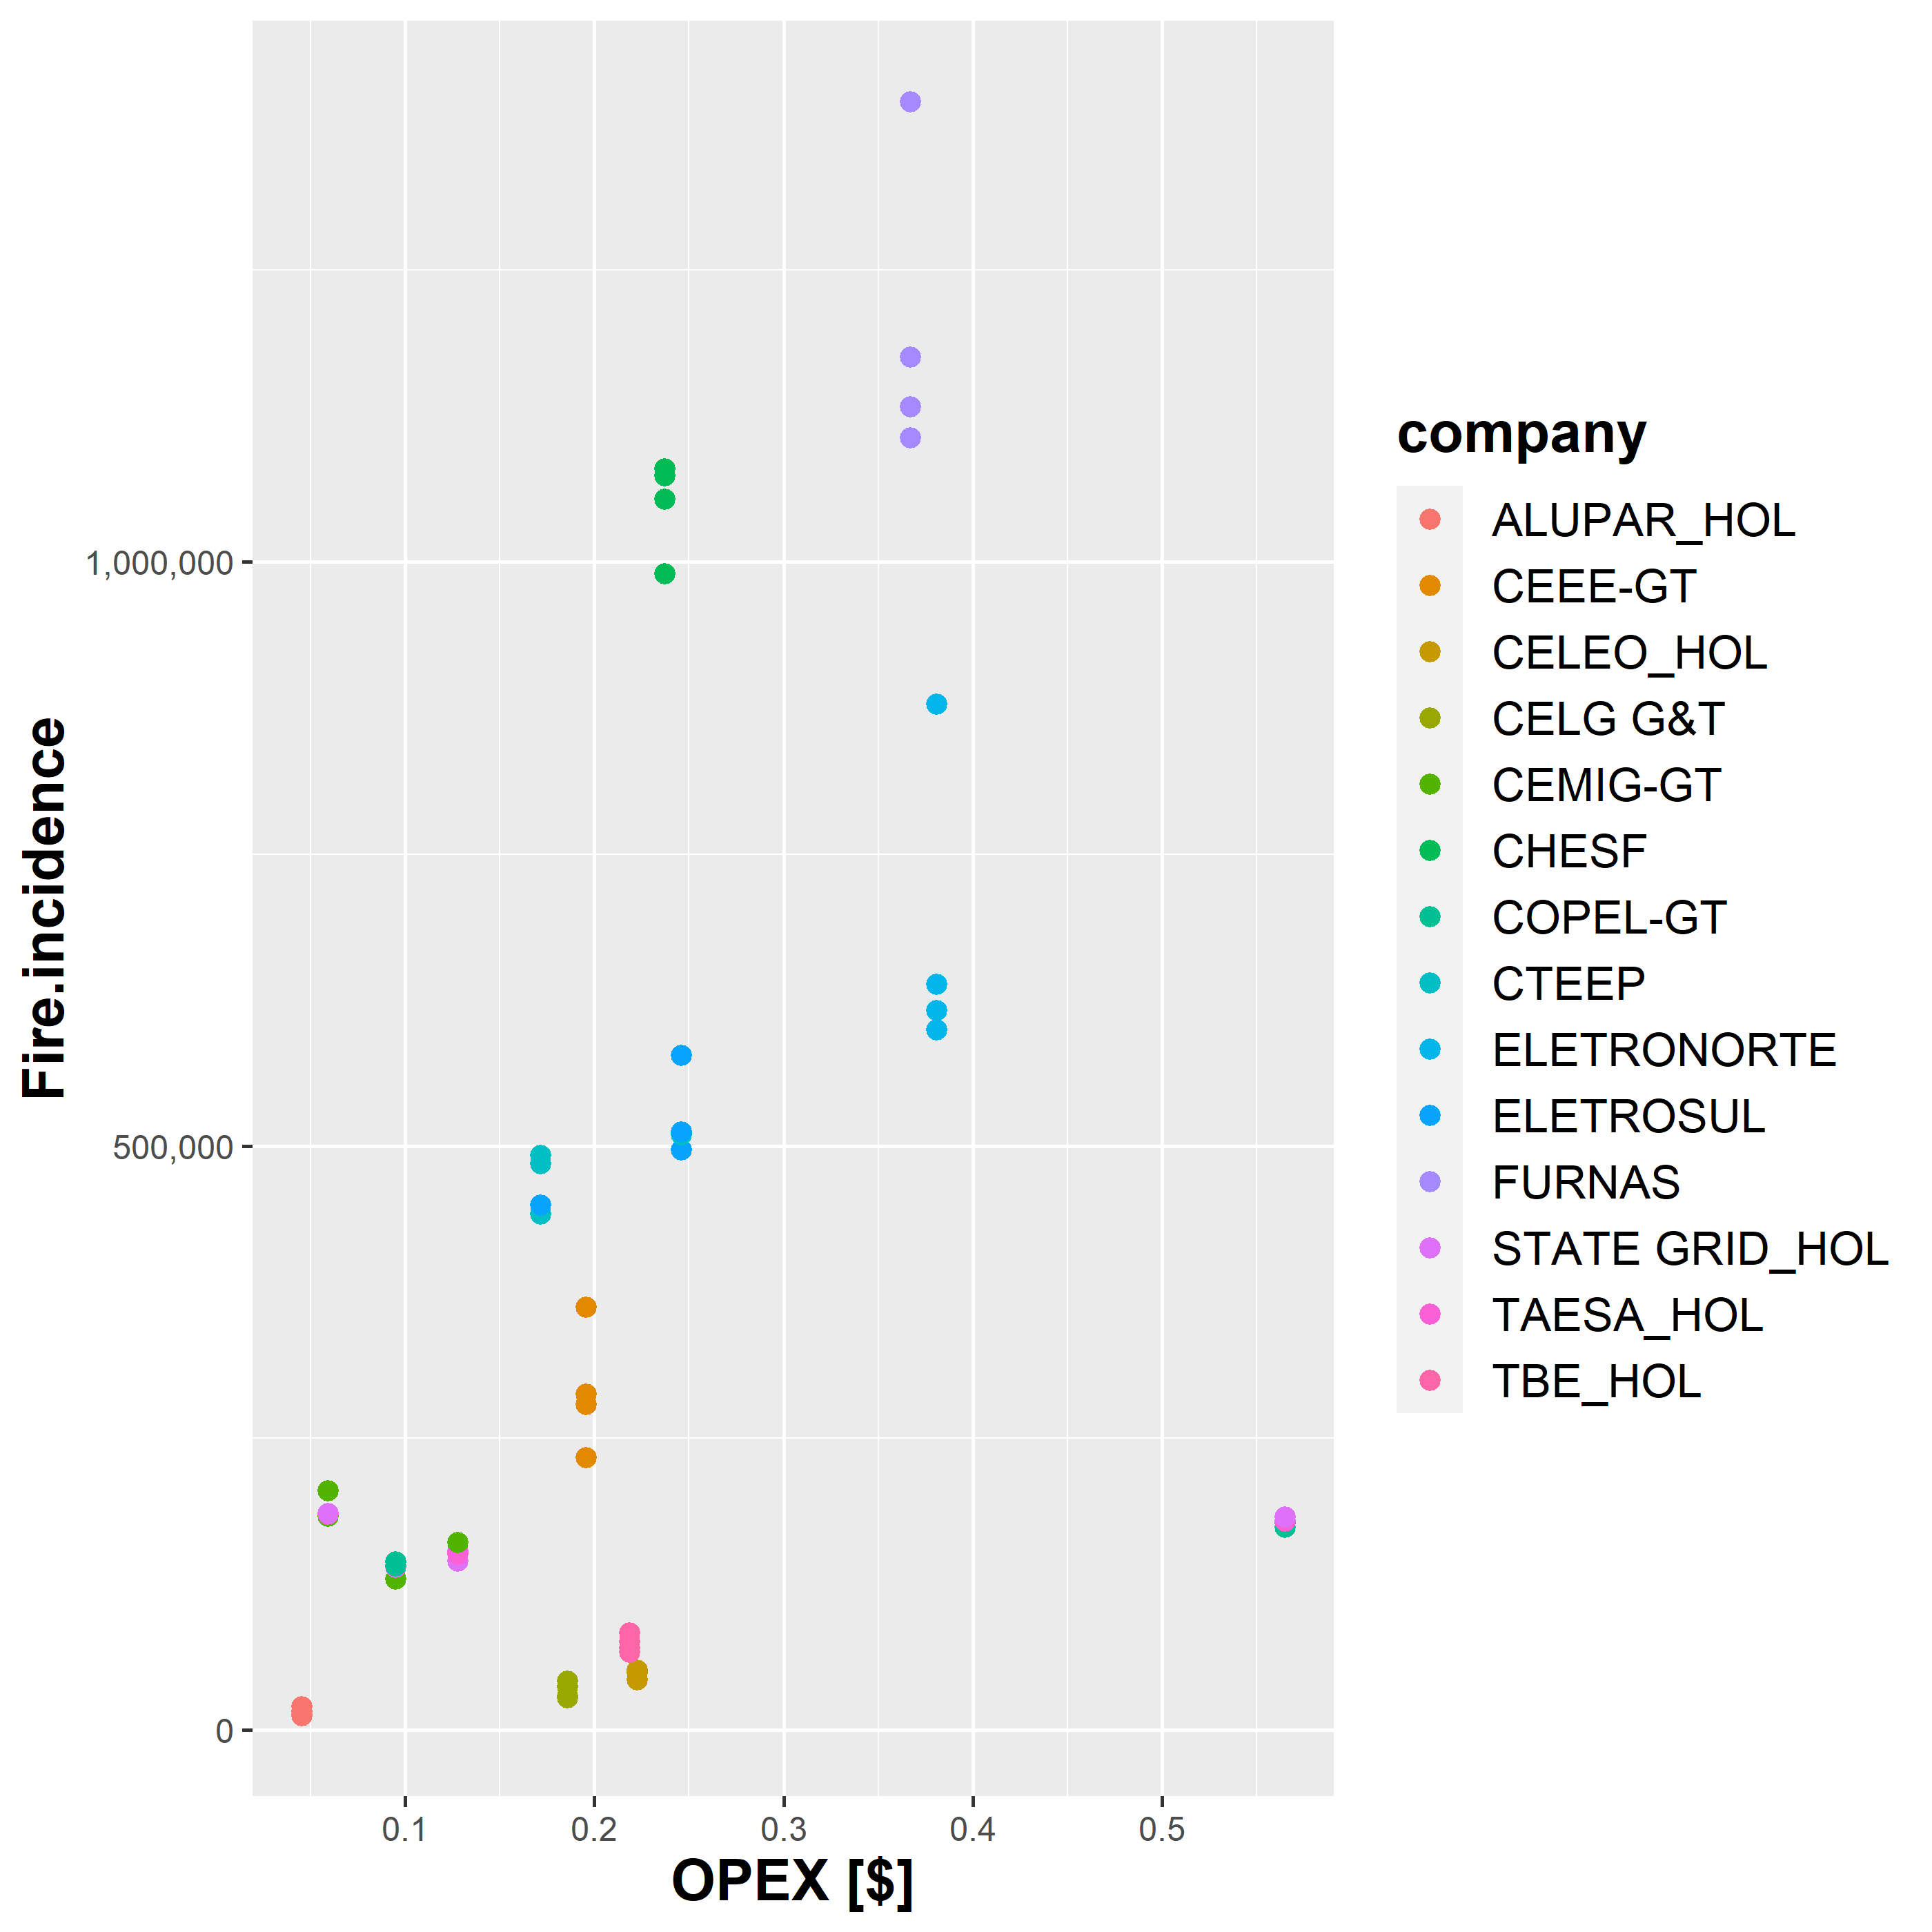 Fire.incidence
1,000,000
500,000
0
0.1 0.2 0.3 0.4 0.5
OPEX [$]
company
ALUPAR_HOL
CEEE-GT
CELEO_HOL
CELG G&T
CEMIG-GT
CHESF
COPEL-GT
CTEEP
ELETRONORTE
ELETROSUL
FURNAS
STATE GRID_HOL
TAESA_HOL
TBE_HOL